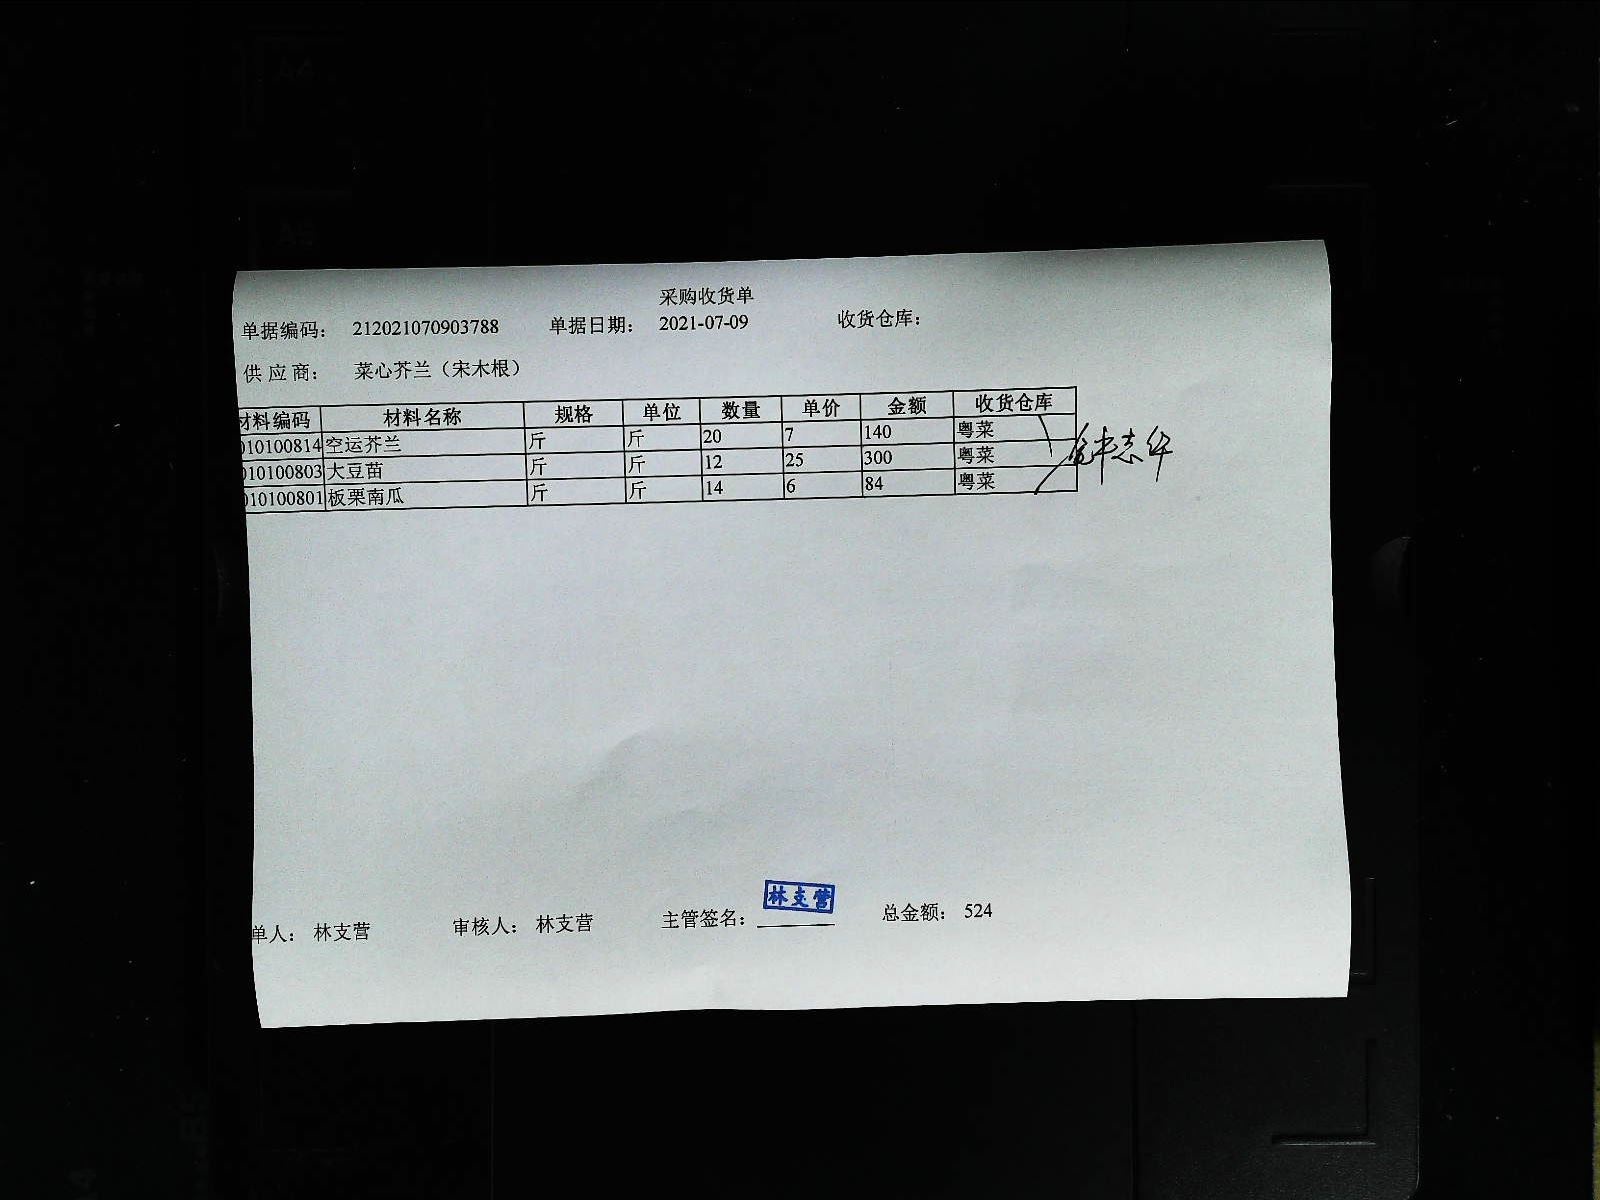 采购收货单
单据编码： 212021070903788 单据日期： 2021-07-09 收货仓库：
供应商： 菜心芥兰（宋木根）
材料编码 材料名称 规格 单位 数量 单价 金额 收货仓库
010100814 空运芥兰 斤 斤 20 7 140 粤菜
010100803 大豆苗 斤 斤 12 25 300 粤菜
010100801 板栗南瓜 斤 斤 14 6 84 粤菜
林支营
单人： 林支营 审核人： 林支营 主管签名： 总金额： 524